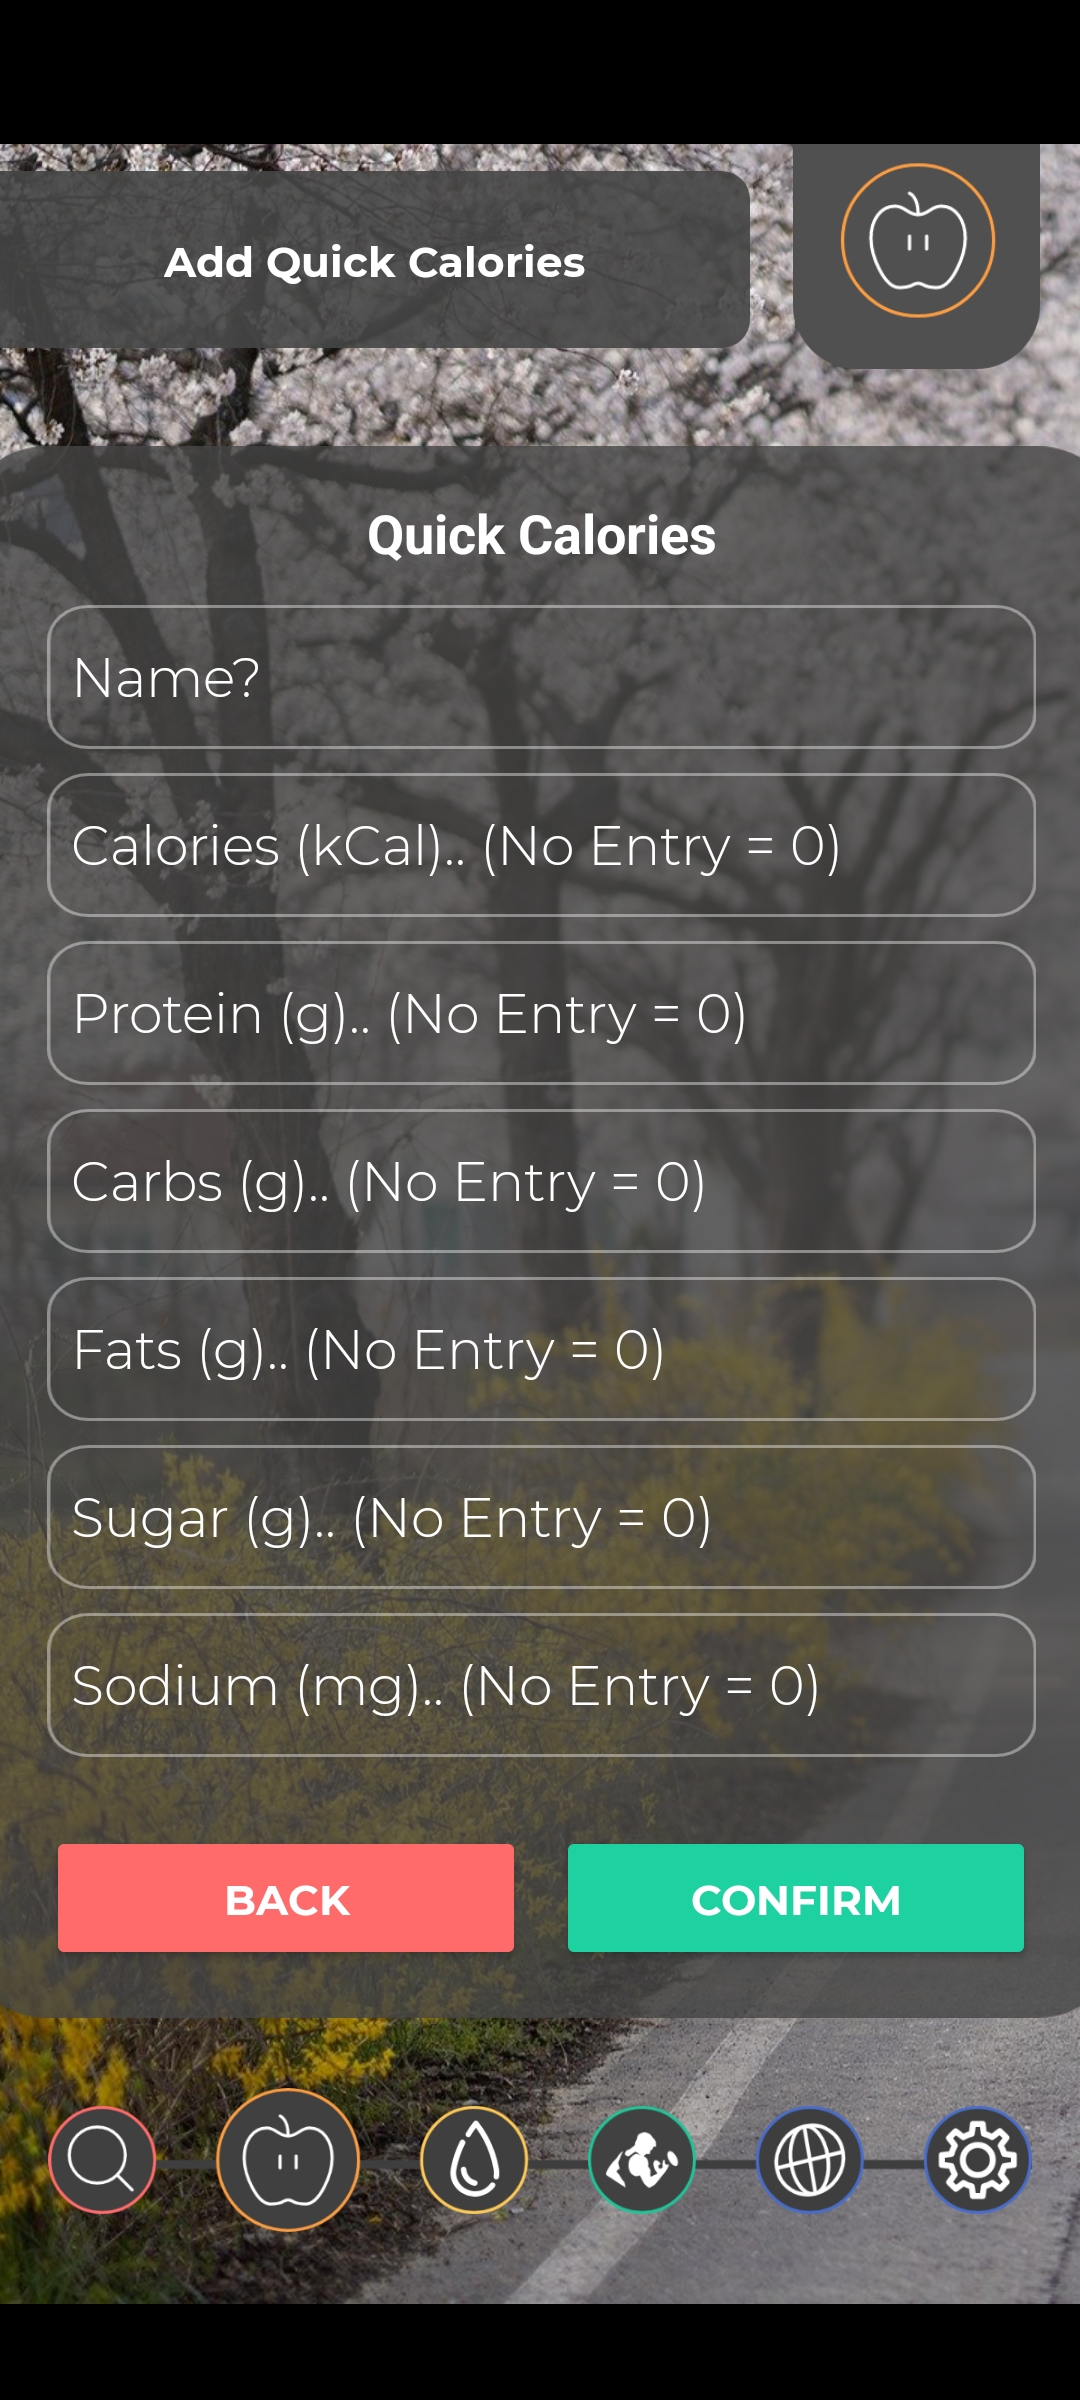 Add Quick Calories
Quick Calories
Name?
Calories (kCal).. (No Entry = 0)
Protein (g).. (No Entry = 0)
Carbs (g).. (No Entry = 0)
Fats (g).. (No Entry = 0)
Sugar (g).. (No Entry = 0)
Sodium (mg).. (No Entry = 0)
BACK
CONFIRM